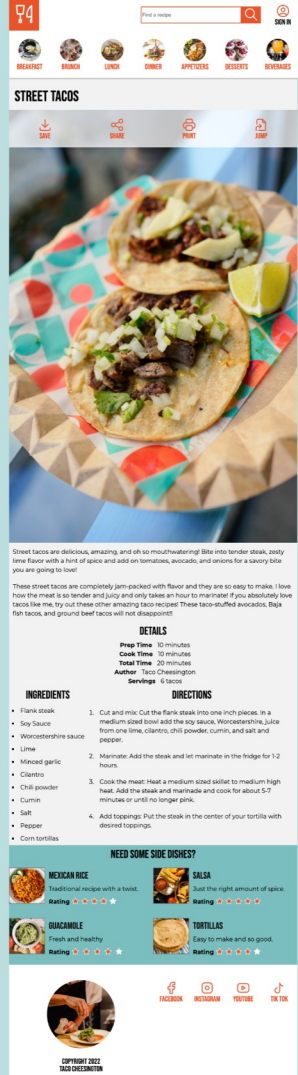 Find a recipe
SIGN IN
BREAKFAST BRUNCH LUNCH DINNER APPETIZERS DESSERTS BEVERAGES
STREET TACOS
SAVE SHARE PRINT JUMP
Street tacos are delicious, amazing, and oh so mouthwatering! Bite into tender steak, zesty
lime flavor with a hint of spice and add on tomatoes, avocado, and onions for a savory bite
you are going to love!
These street tacos are completely jam-packed with flavor and they are so easy to make. I love
how the meat is so tender and juicy and only takes an hour to marinate! If you absolutely love
tacos like me, try out these other amazing taco recipes! These taco-stuffed avocados, Baja
fish tacos, and ground beef tacos will not disappoint!!
DETAILS
Prep Time 10 minutes
Cook Time 10 minutes
Total Time 20 minutes
Author Taco Cheesington
Servings 6 tacos
INGREDIENTS
Flank steak
Soy Sauce
Worcestershire sauce
Lime
Minced garlic
Cilantro
Chili powder
Cumin
Salt
Pepper
Corn tortillas
DIRECTIONS
1. Cut and mix: Cut the flank steak into one inch pieces! In a
medium sized bowl add the soy sauce, Worcestershire, juice
from one lime, cilantro, chili powder, cumin, and salt and
pepper.
2. Marinate: Add the steak and let marinate in the fridge for 1-2
hours.
3. Cook the meat: Heat a medium sized skillet to medium high
heat. Add the steak and marinade and cook for about 5-7
minutes or until no longer pink.
4. Add toppings: Put the steak in the center of your tortilla with
desired toppings.
NEED SOME SIDE DISHES?
MEXICAN RICE
Traditional recipe with a twist.
Rating
SALSA
Just the right amount of spice.
Rating
GUACAMOLE
Fresh and healthy
Rating
TORTILLAS
Easy to make and so good.
Rating
FACEBOOK INSTAGRAM YOUTUBE TIK TOK
COPYRIGHT 2022
TACO CHEESINGTON